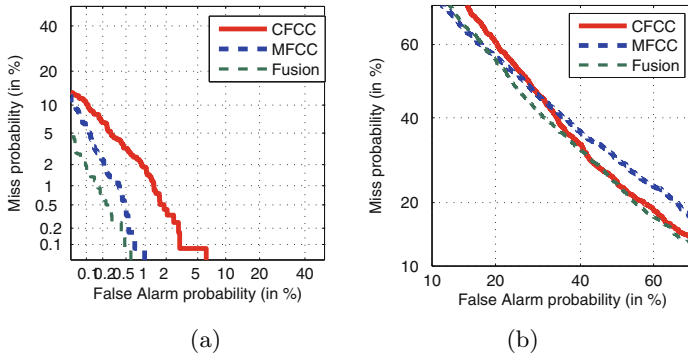 CFCC
MFCC
Fusion
40
20
10
5
2
1
0.5
0.2
0.1
Miss probability (in %)
0.1 0.2 0.5 1 2 5 10 20 40
False Alarm probability (in %)
(a)
CFCC
MFCC
Fusion
60
40
20
10
Miss probability (in %)
10 20 40 60
False Alarm probability (in %)
(b)